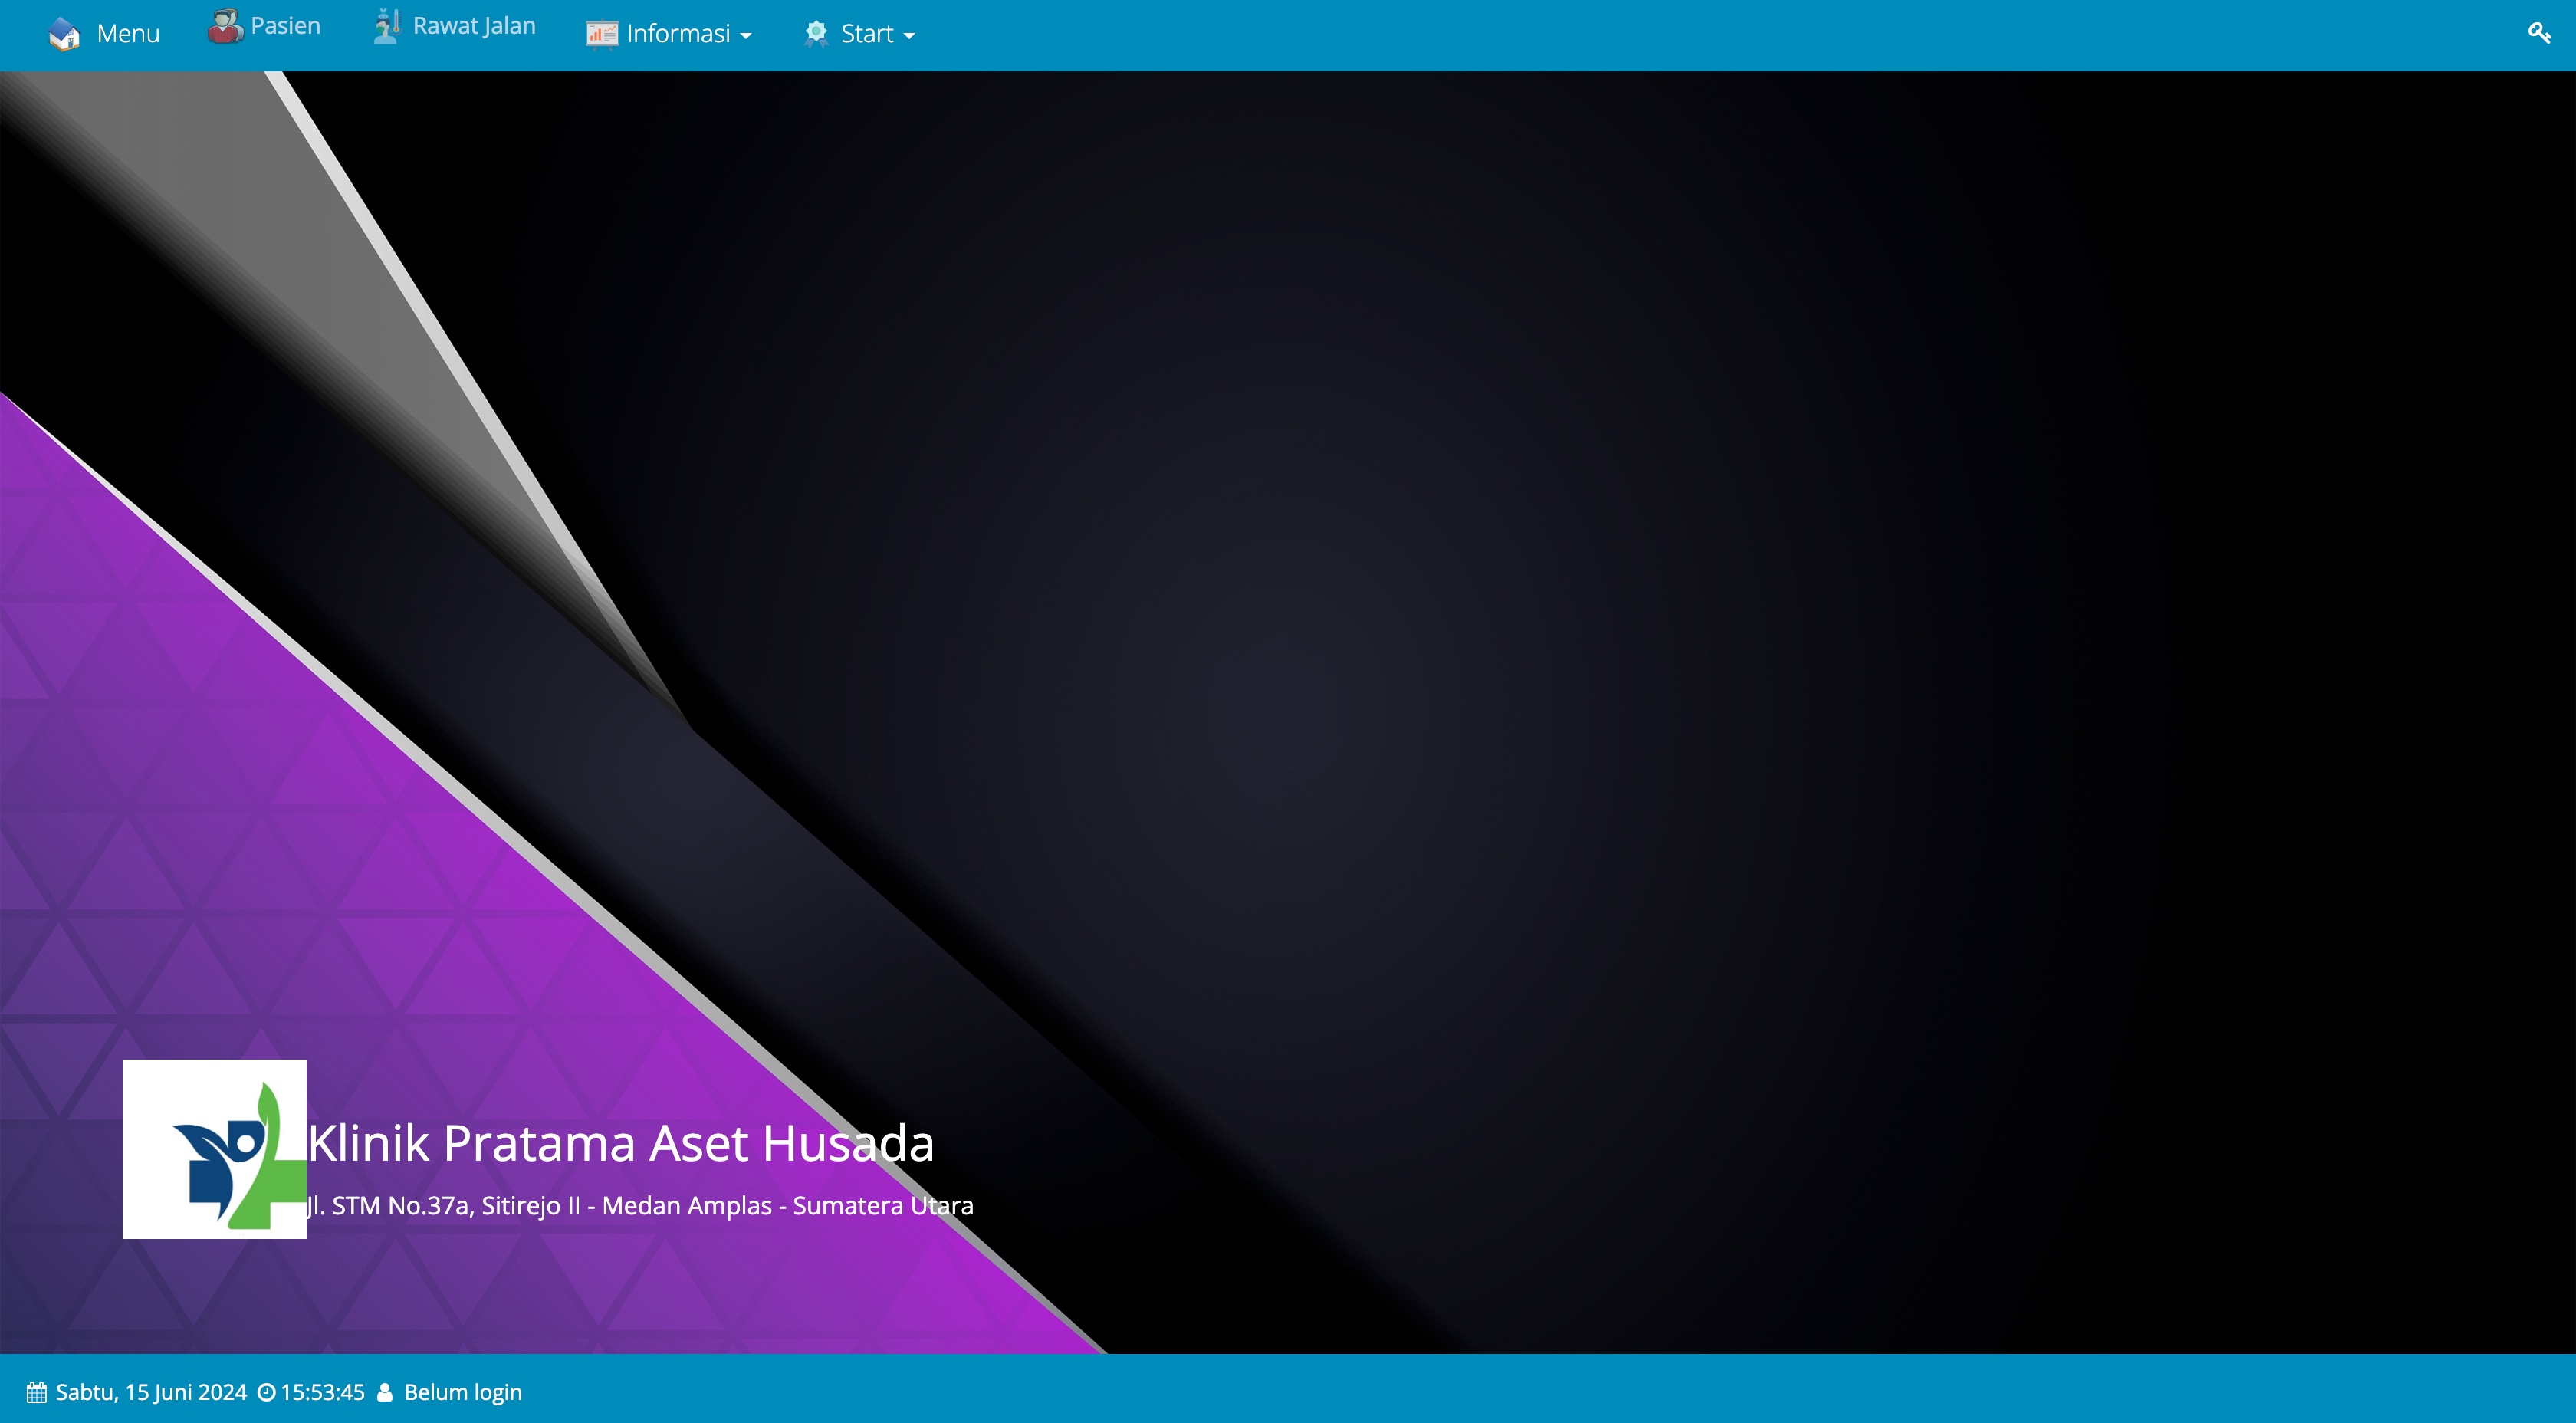 Menu Pasien Rawat Jalan Informasi Start
Klinik Pratama Aset Husada
Jl. STM No.37a, Sitirejo II - Medan Amplas - Sumatera Utara
Sabtu, 15 Juni 2024 15:53:45 Belum login